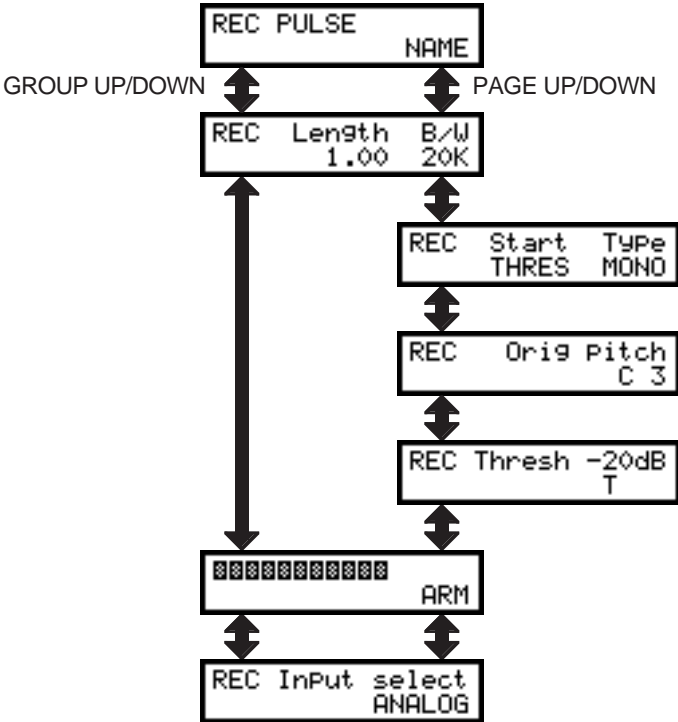 REC PULSE
NAME
GROUP UP/DOWN
PAGE UP/DOWN
REC Length B/W
1.00 20K
REC Start Type
THRES MONO
REC Orig Pitch
C 3
REC Thresh -20dB
T
ARM
REC Input select
ANALOG